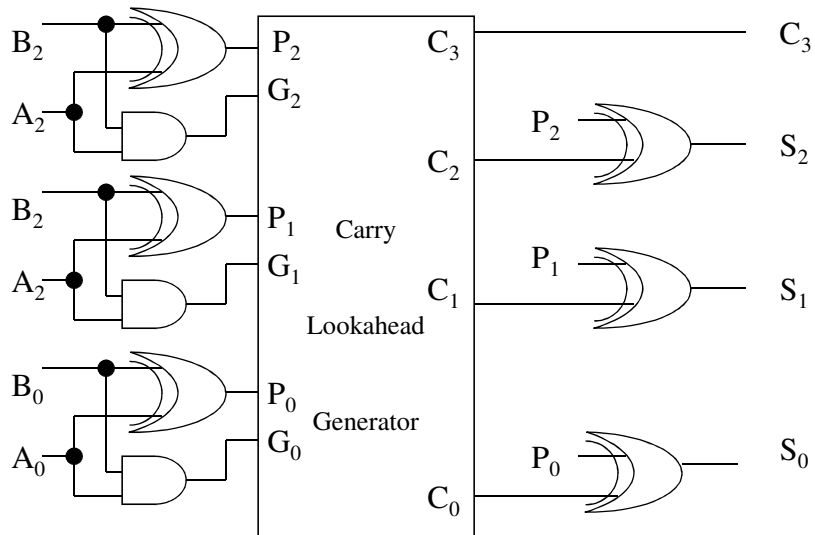 B₂
A₂
B₂
A₂
B₀
A₀
P₂
G₂
P₁
G₁
P₀
G₀
Carry
Lookahead
Generator
C₃
C₂
C₁
C₀
P₂
P₁
P₀
C₃
S₂
S₁
S₀